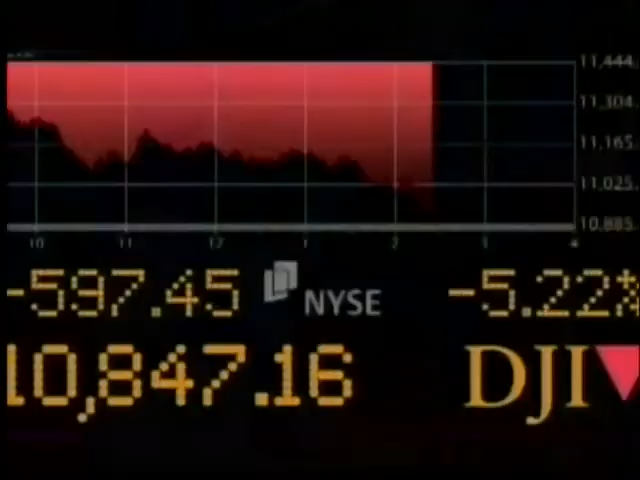 11,444.
11,304.
11,165.
11,025.
10,885.
10 11 12 1 2 3 4
-597.45 NYSE -5.22%
10,847.16 DJI